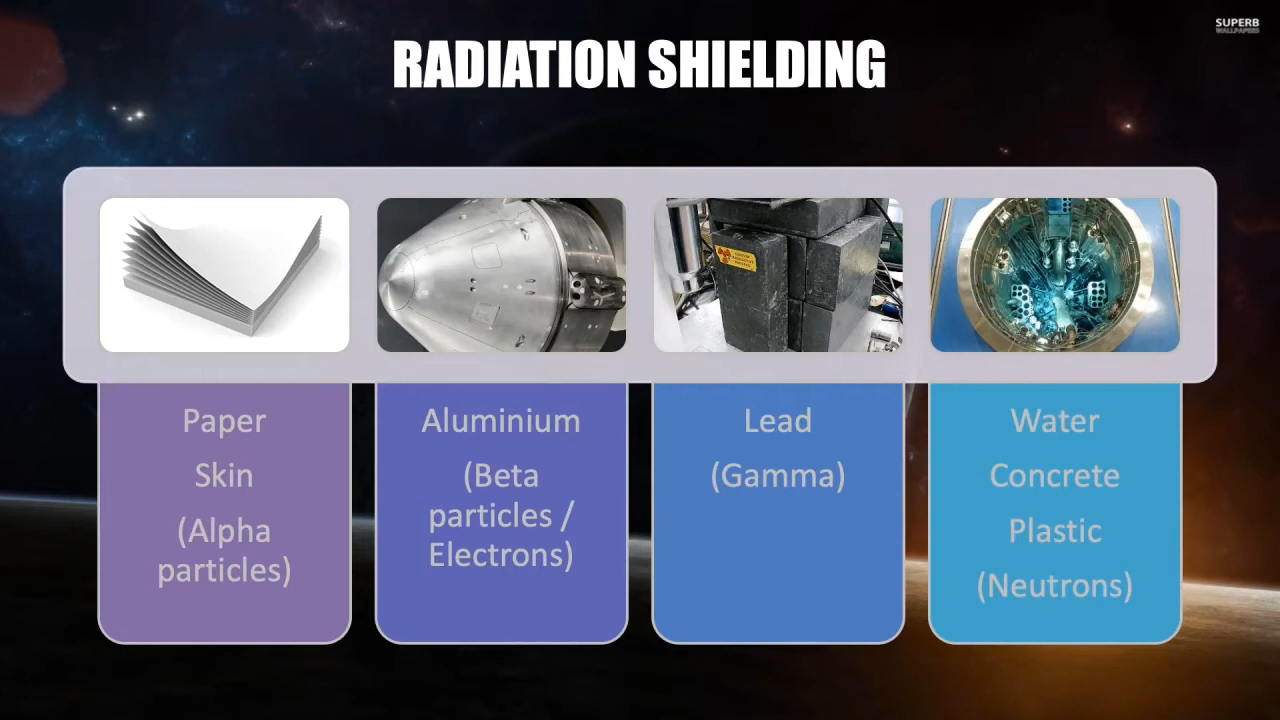 SUPERB
WALLPAPERS
RADIATION SHIELDING
Paper
Skin
(Alpha
particles)
Aluminium
(Beta
particles /
Electrons)
Lead
(Gamma)
Water
Concrete
Plastic
(Neutrons)